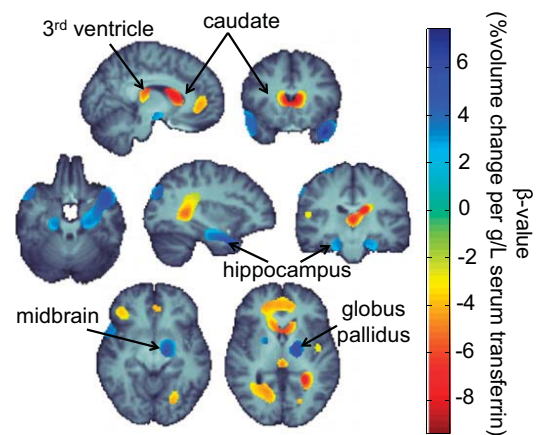 3rd ventricle
caudate
hippocampus
midbrain
globus
pallidus
6
4
2
0
-2
-4
-6
-8
β-value
(%volume change per g/L serum transferrin)